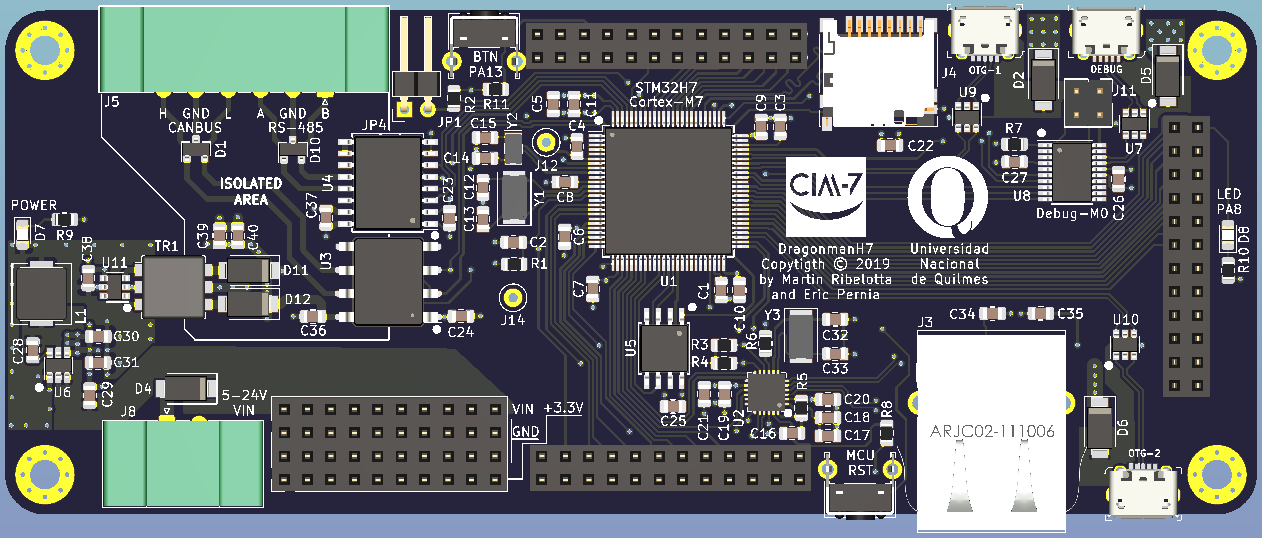 J5
BTN
PA13
R2
R11
JP1
C5
C11
STM32H7
Cortex-M7
C9
C3
J4
OTG-1
D2
DEBUG
D5
J11
U9
U7
H GND L
CANBUS
A GND B
RS-485
D1
D10
JP4
C15
Y2
C4
C14
J12
C22
R7
C27
U8
Debug-M0
C26
ISOLATED
AREA
U4
C37
C23
C12
C13
Y1
C8
CIM-7
LED
PA8
D8
R10
POWER
D7
R9
C38
C39
C40
TR1
U11
D11
D12
U3
C2
R1
C6
C7
U1
DragonmanH7
Copytigth © 2019
by Martin Ribelotta
and Eric Pernia
Universidad
Nacional
de Quilmes
L1
C36
C24
J14
C1
C10
Y3
C32
C33
J3
C34
C35
U10
C28
U6
G30
G31
C29
U5
R3
R4
R6
R5
D4
5-24V
VIN
J8
VIN
+3.3V
GND
C25
C21
C19
U2
C16
C20
C18
C17
R8
ARJC02-111006
D6
MCU
RST
OTG-2